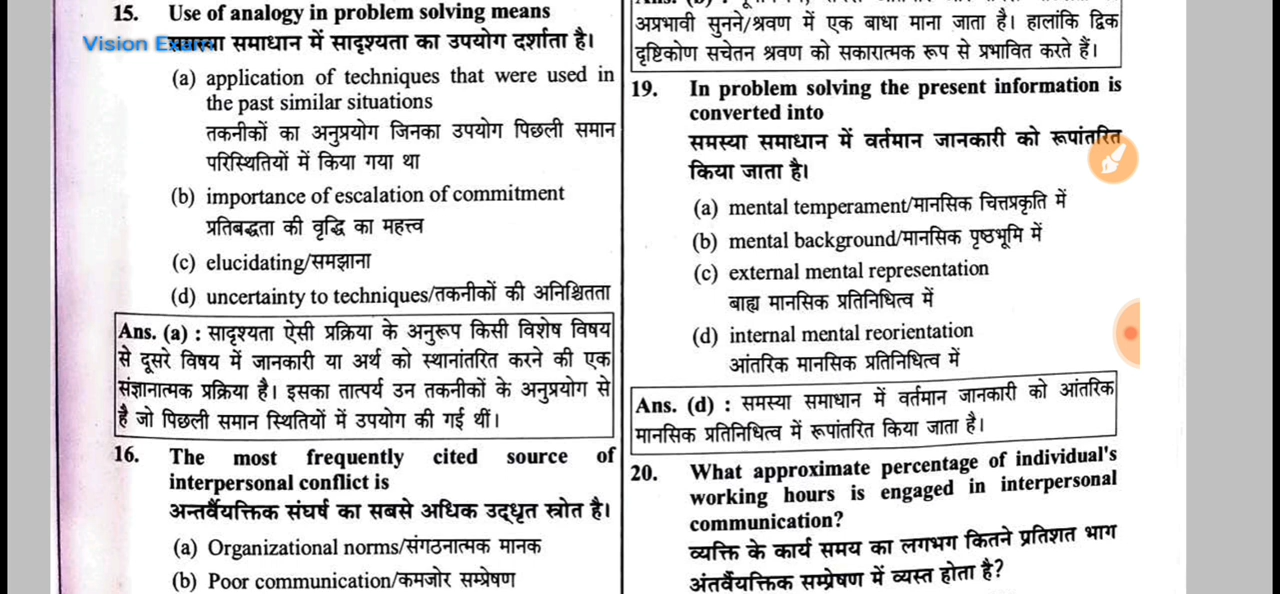 15. Use of analogy in problem solving means
Vision Exam
समस्या समाधान में सादृश्यता का उपयोग दर्शाता है।
(a) application of techniques that were used in
the past similar situations
तकनीकों का अनुप्रयोग जिनका उपयोग पिछली समान
परिस्थितियों में किया गया था
(b) importance of escalation of commitment
प्रतिबद्धता की वृद्धि का महत्त्व
(c) elucidating/समझाना
(d) uncertainty to techniques/तकनीकों की अनिश्चितता
Ans. (a) : सादृश्यता ऐसी प्रक्रिया के अनुरूप किसी विशेष विषय
से दूसरे विषय में जानकारी या अर्थ को स्थानांतरित करने की एक
संज्ञानात्मक प्रक्रिया है। इसका तात्पर्य उन तकनीकों के अनुप्रयोग से
है जो पिछली समान स्थितियों में उपयोग की गई थीं।
16. The most frequently cited source of
interpersonal conflict is
अन्तर्वैयक्तिक संघर्ष का सबसे अधिक उद्धृत स्त्रोत है।
(a) Organizational norms/संगठनात्मक मानक
(b) Poor communication/कमजोर सम्प्रेषण
अप्रभावी सुनने/श्रवण में एक बाधा माना जाता है। हालांकि द्विक
दृष्टिकोण सचेतन श्रवण को सकारात्मक रूप से प्रभावित करते हैं।
19. In problem solving the present information is
converted into
समस्या समाधान में वर्तमान जानकारी को रूपांतरित
किया जाता है।
(a) mental temperament/मानसिक चित्तप्रकृति में
(b) mental background/मानसिक पृष्ठभूमि में
(c) external mental representation
बाह्य मानसिक प्रतिनिधित्व में
(d) internal mental reorientation
आंतरिक मानसिक प्रतिनिधित्व में
Ans. (d) : समस्या समाधान में वर्तमान जानकारी को आंतरिक
मानसिक प्रतिनिधित्व में रूपांतरित किया जाता है।
20. What approximate percentage of individual's
working hours is engaged in interpersonal
communication?
व्यक्ति के कार्य समय का लगभग कितने प्रतिशत भाग
अंतर्वैयक्तिक सम्प्रेषण में व्यस्त होता है?